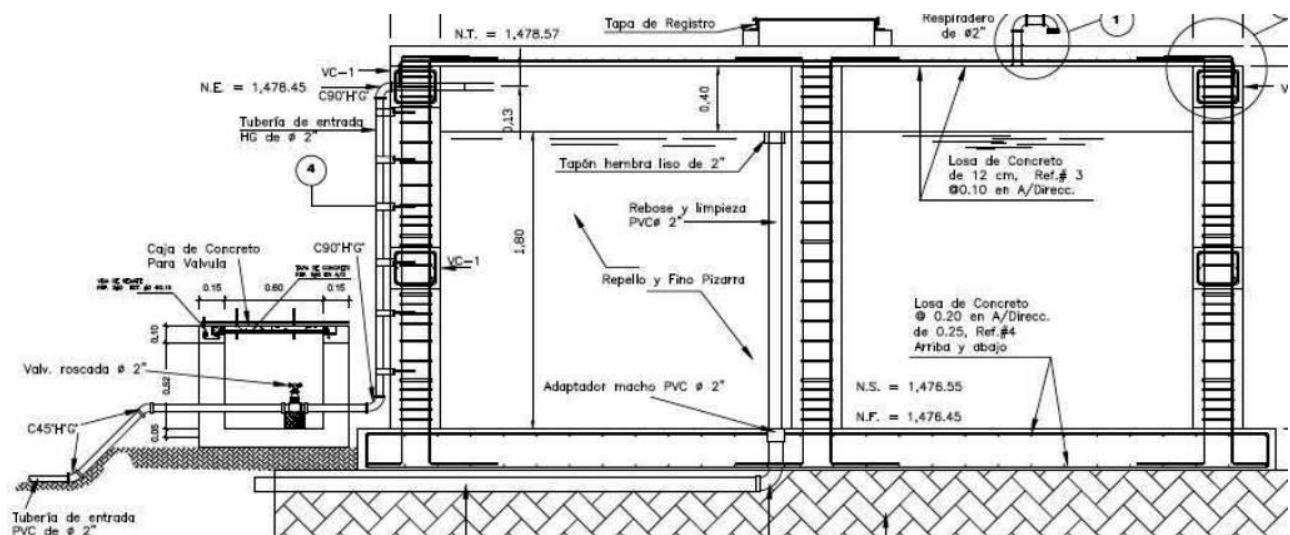 Tapa de Registro
Respiradero
de ø2"
1
N.T. = 1,478.57
VC-1
N.E. = 1,478.45
C90°H°G°
0,13
0,40
Tubería de entrada
HG de ø 2"
4
Tapón hembra liso de 2"
Losa de Concreto
de 12 cm, Ref.# 3
@0.10 en A/Direcc.
Rebose y limpieza
PVCø 2"
1,80
Caja de Concreto
Para Valvula
C90°H°G°
VC-1
Repello y Fino Pizarra
0.15 0.60 0.15
Losa de Concreto
@ 0.20 en A/Direcc.
de 0.25, Ref.#4
Arriba y abajo
0,10
Valv. roscada ø 2"
0,52
Adaptador macho PVC ø 2"
N.S. = 1,476.55
N.F. = 1,476.45
C45°H°G°
0,05
Tubería de entrada
PVC de ø 2"